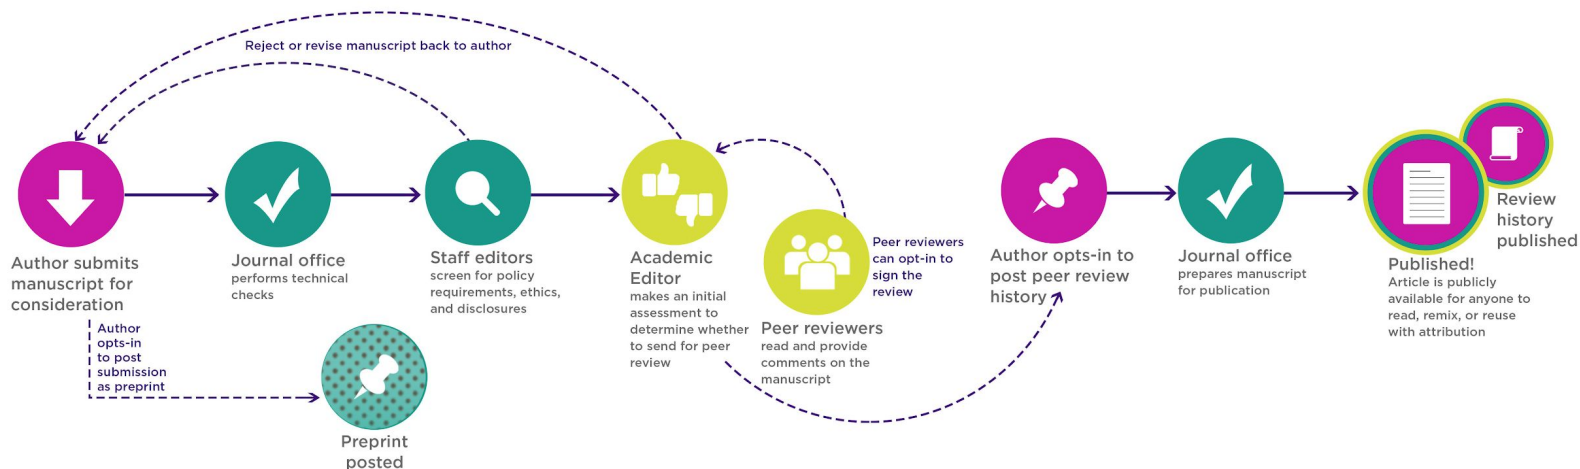 Reject or revise manuscript back to author
Author submits
manuscript for
consideration
Journal office
performs technical
checks
Staff editors
screen for policy
requirements, ethics,
and disclosures
Academic
Editor
makes an initial
assessment to
determine whether
to send for peer
review
Peer reviewers
can opt-in to
sign the
review
Peer reviewers
read and provide
comments on the
manuscript
Author
opts-in
to post
submission
as preprint
Preprint
posted
Author opts-in to
post peer review
history
Journal office
prepares manuscript
for publication
Published!
Article is publicly
available for anyone to
read, remix, or reuse
with attribution
Review
history
published